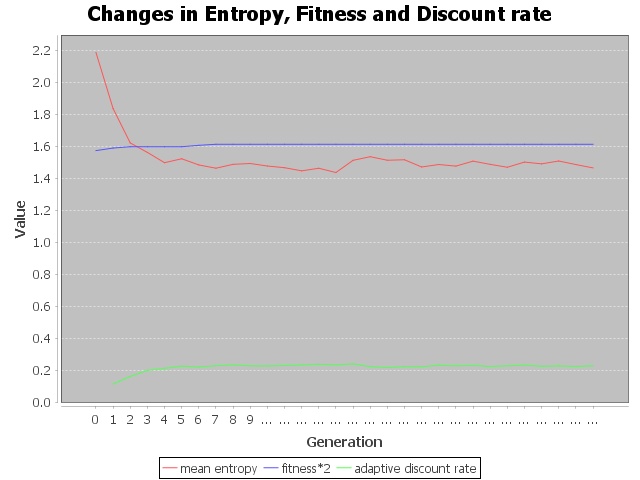 Changes in Entropy, Fitness and Discount rate
2.2
2.0
1.8
1.6
1.4
1.2
1.0
0.8
0.6
0.4
0.2
0.0
Value
0 1 2 3 4 5 6 7 8 9 ... ... ... ... ... ... ... ... ... ... ... ... ... ... ... ... ... ... ... ...
Generation
mean entropy fitness*2 adaptive discount rate